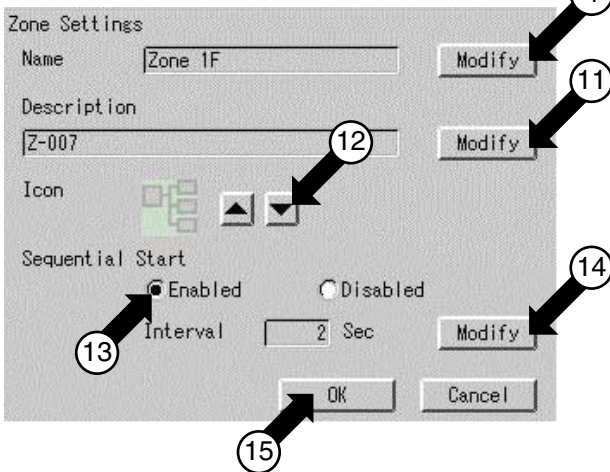 Zone Settings
Name Zone 1F Modify
11
Description
Z-007 Modify
12
Icon
Sequential Start
14
Enabled Disabled
13
Interval 2 Sec Modify
OK Cancel
15